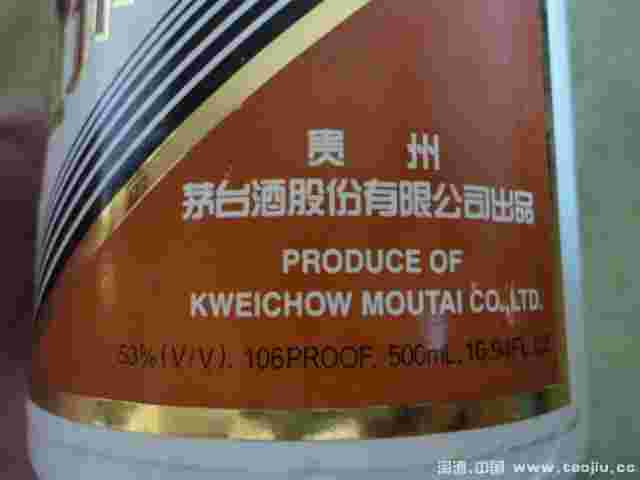 贵 州
茅台酒股份有限公司出品
PRODUCE OF
KWEICHOW MOUTAI CO.,LTD.
53%(V/V). 106PROOF. 500mL. 16.94FL.OZ
淘酒.中国 www.taojiu.cc